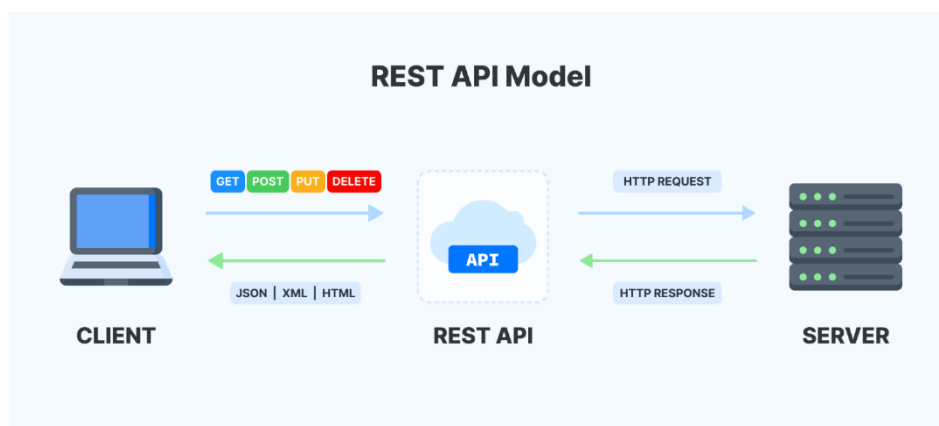 REST API Model
GET POST PUT DELETE
HTTP REQUEST
API
JSON | XML | HTML
HTTP RESPONSE
CLIENT
REST API
SERVER